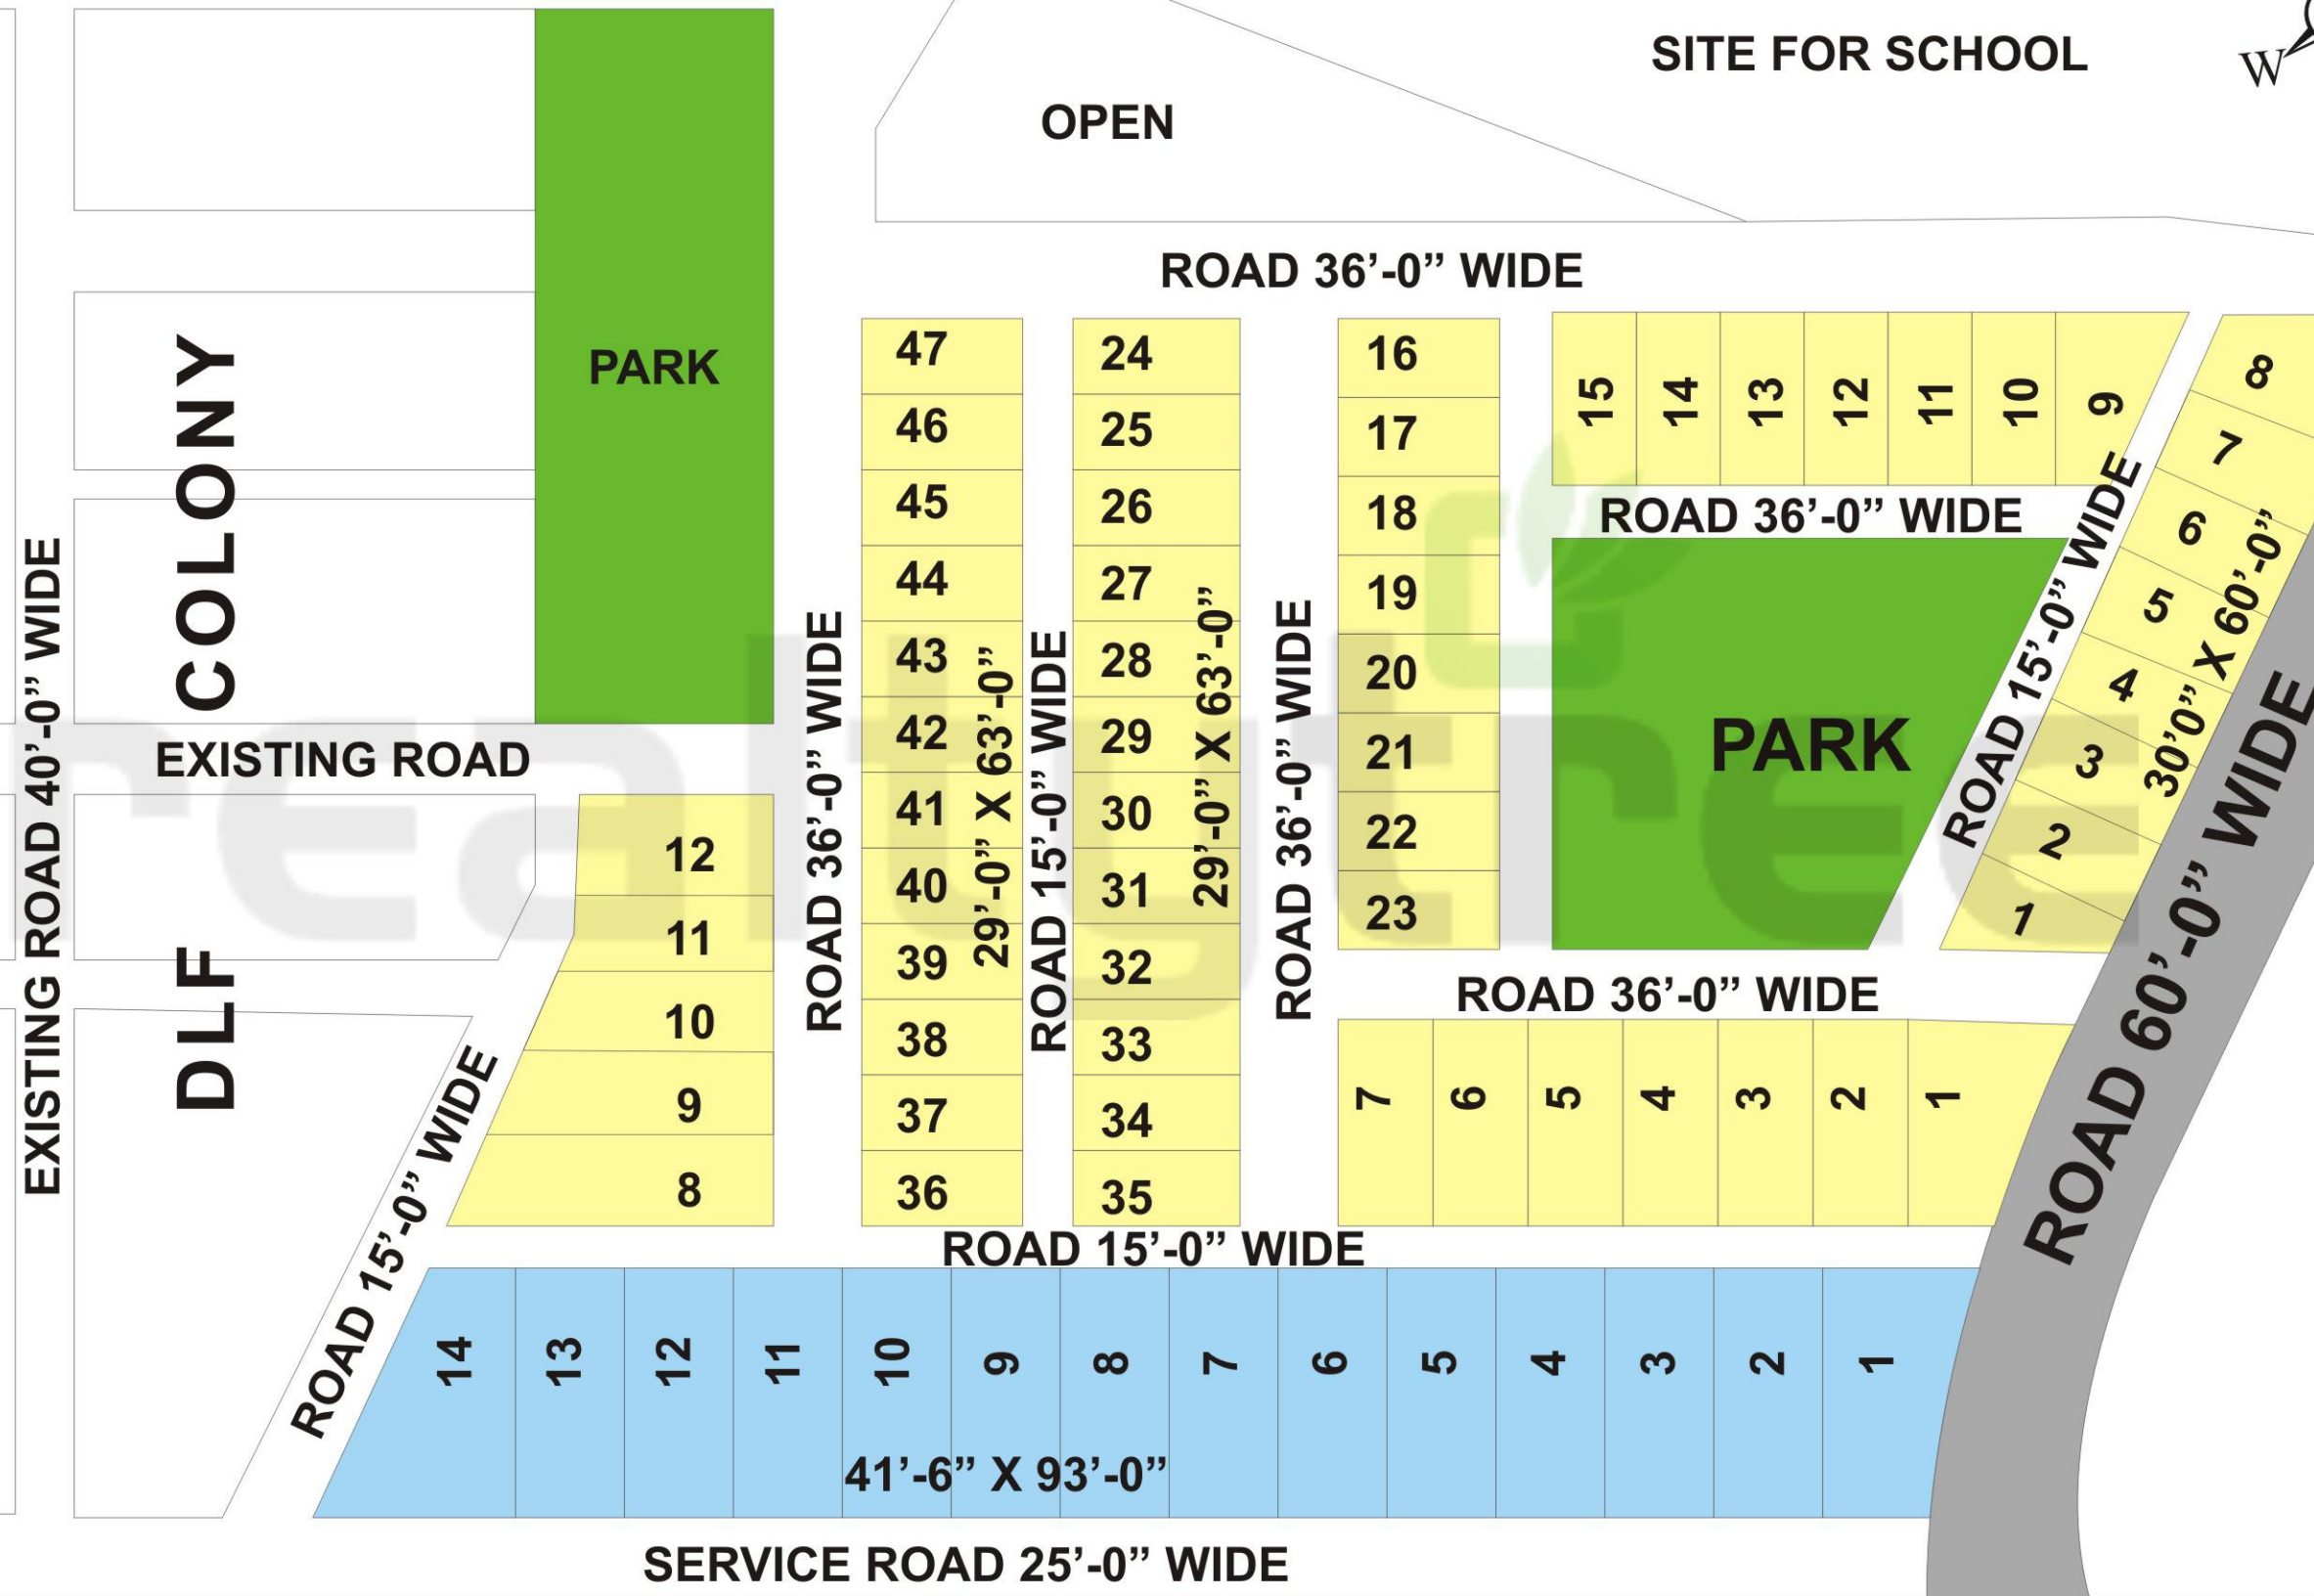 SITE FOR SCHOOL
W
OPEN
ROAD 36’-0” WIDE
PARK
COLONY
DLF
EXISTING ROAD 40’-0” WIDE
EXISTING ROAD
12
11
10
9
8
ROAD 15’-0” WIDE
ROAD 36’-0” WIDE
47
46
45
44
43
42
41
40
39
38
37
36
29’-0” X 63’-0”
ROAD 15’-0” WIDE
24
25
26
27
28
29
30
31
32
33
34
35
29’-0” X 63’-0”
ROAD 36’-0” WIDE
16
17
18
19
20
21
22
23
15
14
13
12
11
10
9
ROAD 36’-0” WIDE
PARK
ROAD 15’-0” WIDE
8
7
6
5
4
3
2
1
30’0” X 60’-0”
ROAD 60’-0” WIDE
ROAD 36’-0” WIDE
7
6
5
4
3
2
1
ROAD 15’-0” WIDE
14
13
12
11
10
9
8
7
6
5
4
3
2
1
41’-6” X 93’-0”
SERVICE ROAD 25’-0” WIDE
realtytree